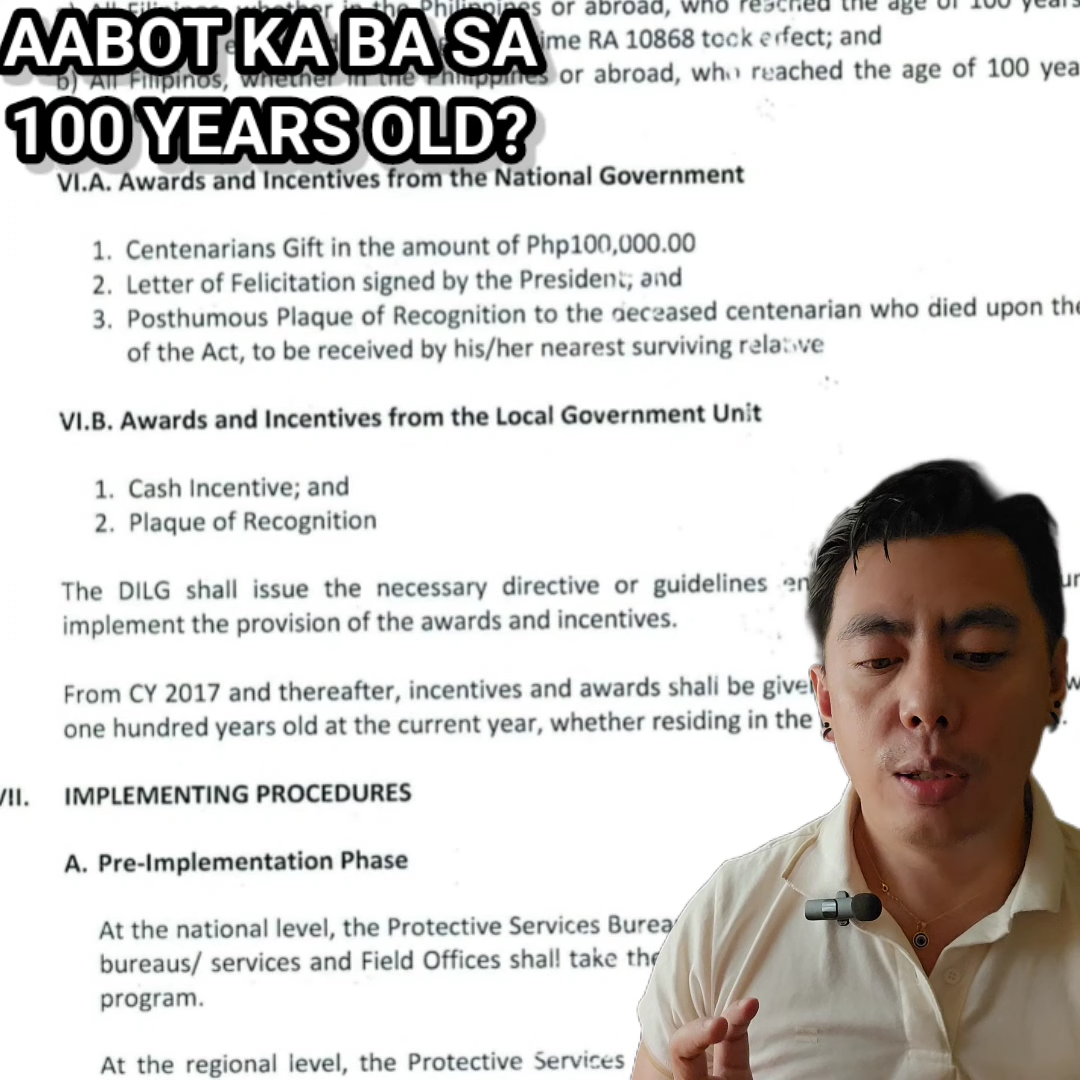 AABOT KA BA SA
100 YEARS OLD?
the Philippines or abroad, who reached the age of 100 years
RA 10868 took effect; and
b) All Filipinos, whether in the Philippines or abroad, who reached the age of 100 yea
VI.A. Awards and Incentives from the National Government
1. Centenarians Gift in the amount of Php100,000.00
2. Letter of Felicitation signed by the President; and
3. Posthumous Plaque of Recognition to the deceased centenarian who died upon the
of the Act, to be received by his/her nearest surviving relative
VI.B. Awards and Incentives from the Local Government Unit
1. Cash Incentive; and
2. Plaque of Recognition
The DILG shall issue the necessary directive or guidelines
implement the provision of the awards and incentives.
From CY 2017 and thereafter, incentives and awards shall be give
one hundred years old at the current year, whether residing in the
VII. IMPLEMENTING PROCEDURES
A. Pre-Implementation Phase
At the national level, the Protective Services Burea
bureaus/ services and Field Offices shall take the
program.
At the regional level, the Protective Services